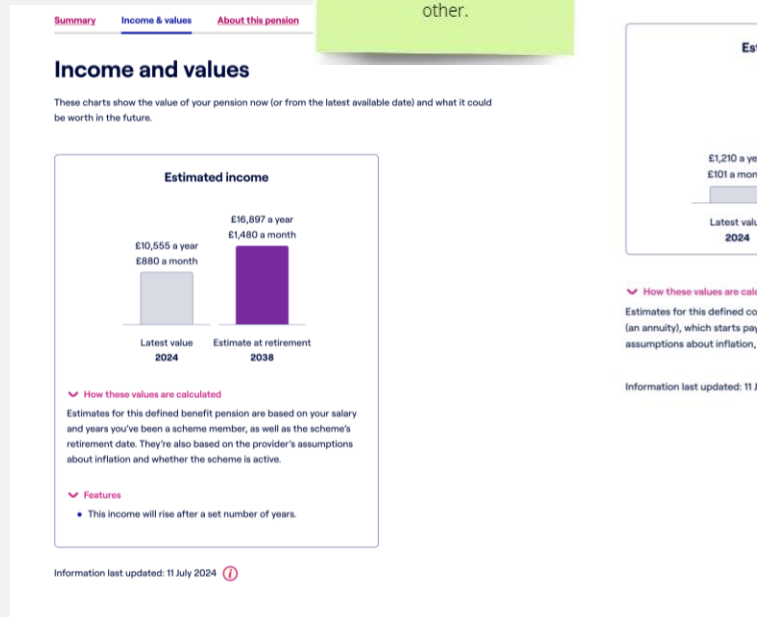 other.
Summary Income & values About this pension
Income and values
These charts show the value of your pension now (or from the latest available date) and what it could
be worth in the future.
Estimated income
£16,897 a year
£1,480 a month
£10,555 a year
£880 a month
Latest value
2024
Estimate at retirement
2038
How these values are calculated
Estimates for this defined benefit pension are based on your salary
and years you've been a scheme member, as well as the scheme's
retirement date. They're also based on the provider's assumptions
about inflation and whether the scheme is active.
Features
• This income will rise after a set number of years.
Information last updated: 11 July 2024
£1,210 a
£101 a
Latest
2024
How these values are
Estimates for this defined
(an annuity), which starts
assumptions about inflation,
Information last updated: 11